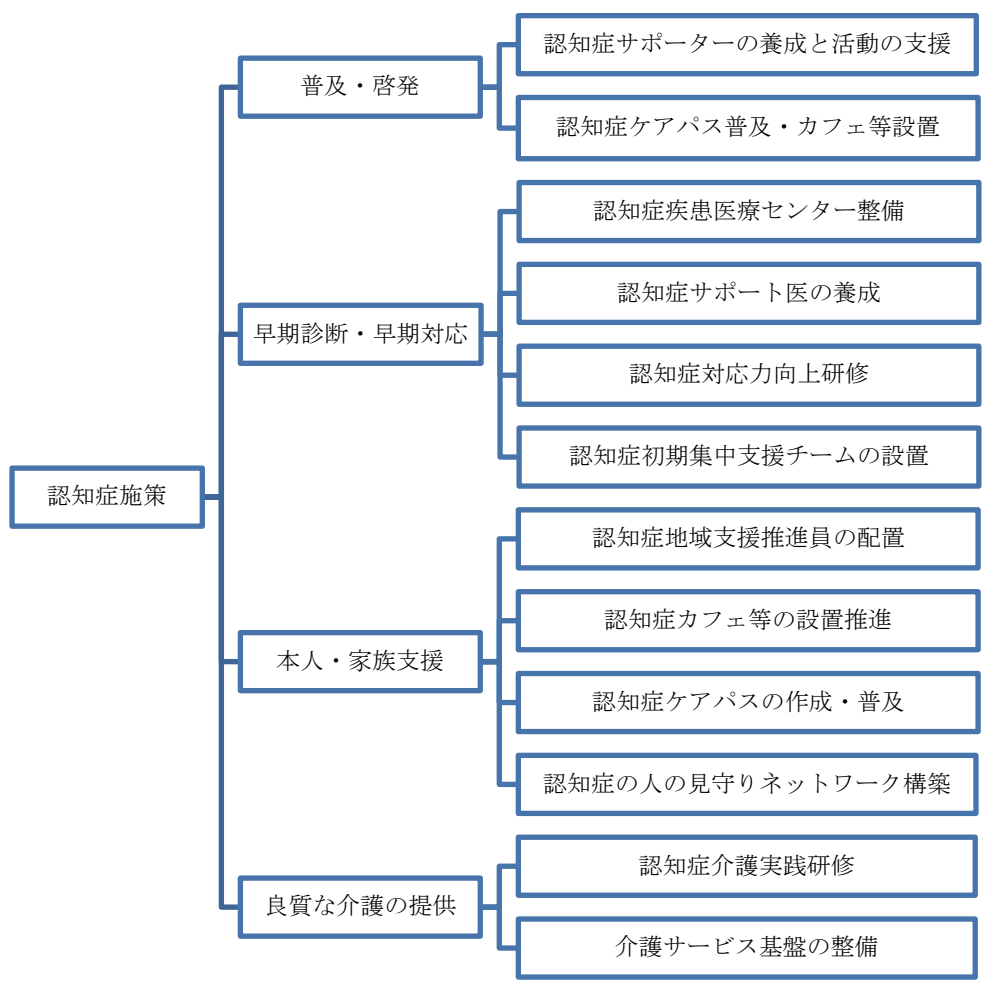 認知症施策
普及・啓発
認知症サポーターの養成と活動の支援
認知症ケアパス普及・カフェ等設置
早期診断・早期対応
認知症疾患医療センター整備
認知症サポート医の養成
認知症対応力向上研修
認知症初期集中支援チームの設置
本人・家族支援
認知症地域支援推進員の配置
認知症カフェ等の設置推進
認知症ケアパスの作成・普及
認知症の人の見守りネットワーク構築
良質な介護の提供
認知症介護実践研修
介護サービス基盤の整備